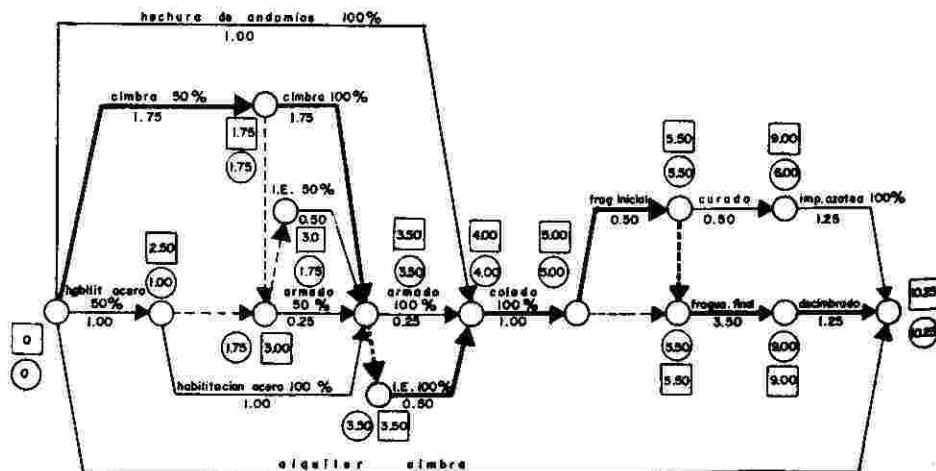 hechura de andamios 100%
1.00
cimbra 50%
1.75
cimbra 100%
1.75
1.75
1.75
I.E. 50%
0.50
3.0
1.75
frag inicial
0.50
5.50
5.50
curado
0.50
9.00
6.00
imp. azotea 100%
1.25
2.50
1.00
habilit acero
50%
1.00
armado
50%
0.25
3.50
3.50
armado
100%
0.25
4.00
4.00
colado
100%
1.00
5.00
5.00
fragua final
3.50
descimbrado
1.25
10.25
10.25
0
0
1.75
3.00
5.50
5.50
9.00
9.00
habilitacion acero 100 %
1.00
I.E. 100%
0.50
3.50
3.50
alquiler cimbra